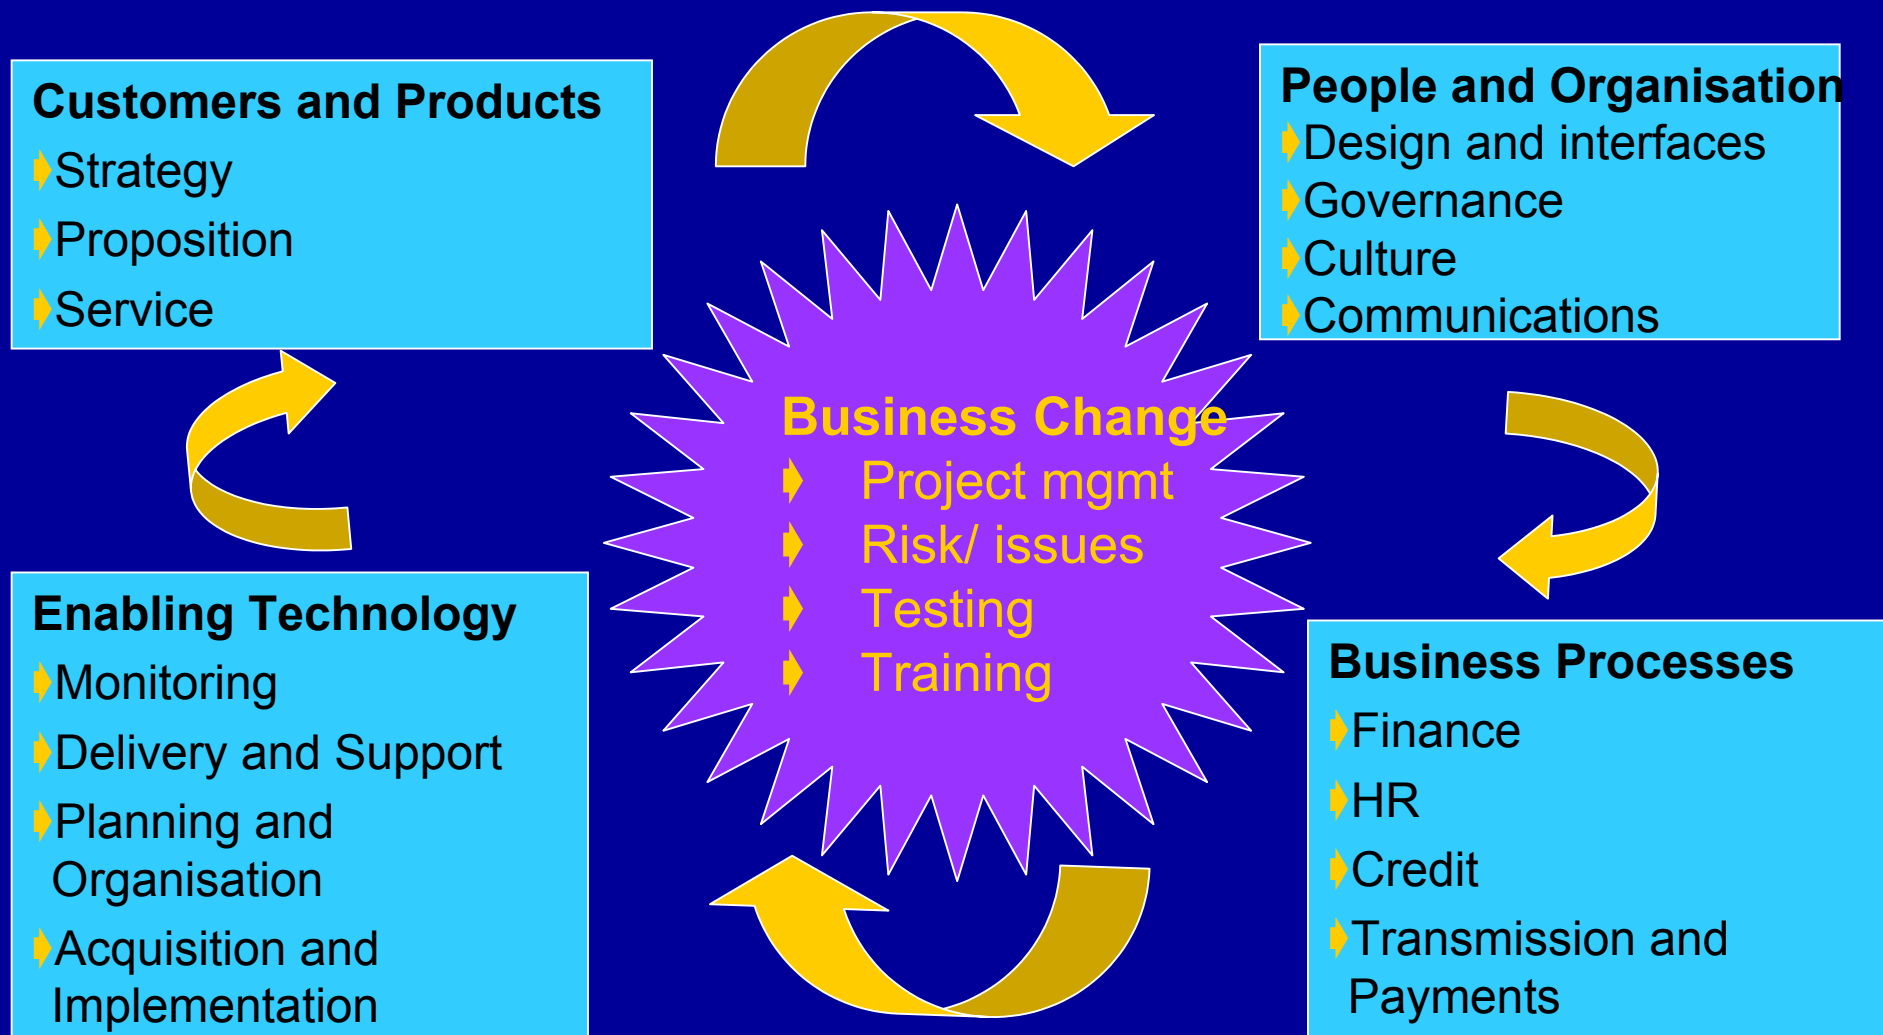 Customers and Products
Strategy
Proposition
Service
People and Organisation
Design and interfaces
Governance
Culture
Communications
Business Change
Project mgmt
Risk/ issues
Testing
Training
Enabling Technology
Monitoring
Delivery and Support
Planning and
Organisation
Acquisition and
Implementation
Business Processes
Finance
HR
Credit
Transmission and
Payments